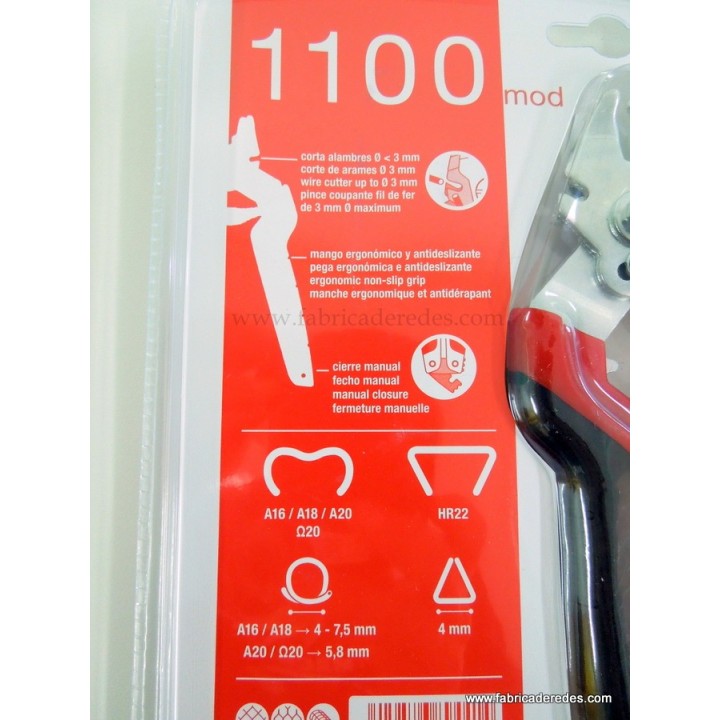 1100
mod
corta alambres Ø < 3 mm
corte de arames Ø 3 mm
wire cutter up to Ø 3 mm
pince coupante fil de fer
de 3 mm Ø maximum
mango ergonómico y antideslizante
pega ergonómica e antideslizante
ergonomic non-slip grip
manche ergonomique et antidérapant
www.fabricaderedes.com
cierre manual
fecho manual
manual closure
fermeture manuelle
A16 / A18 / A20
Ω20
HR22
A16 / A18 → 4 - 7,5 mm
A20 / Ω20 → 5,8 mm
4 mm
www.fabricaderedes.com